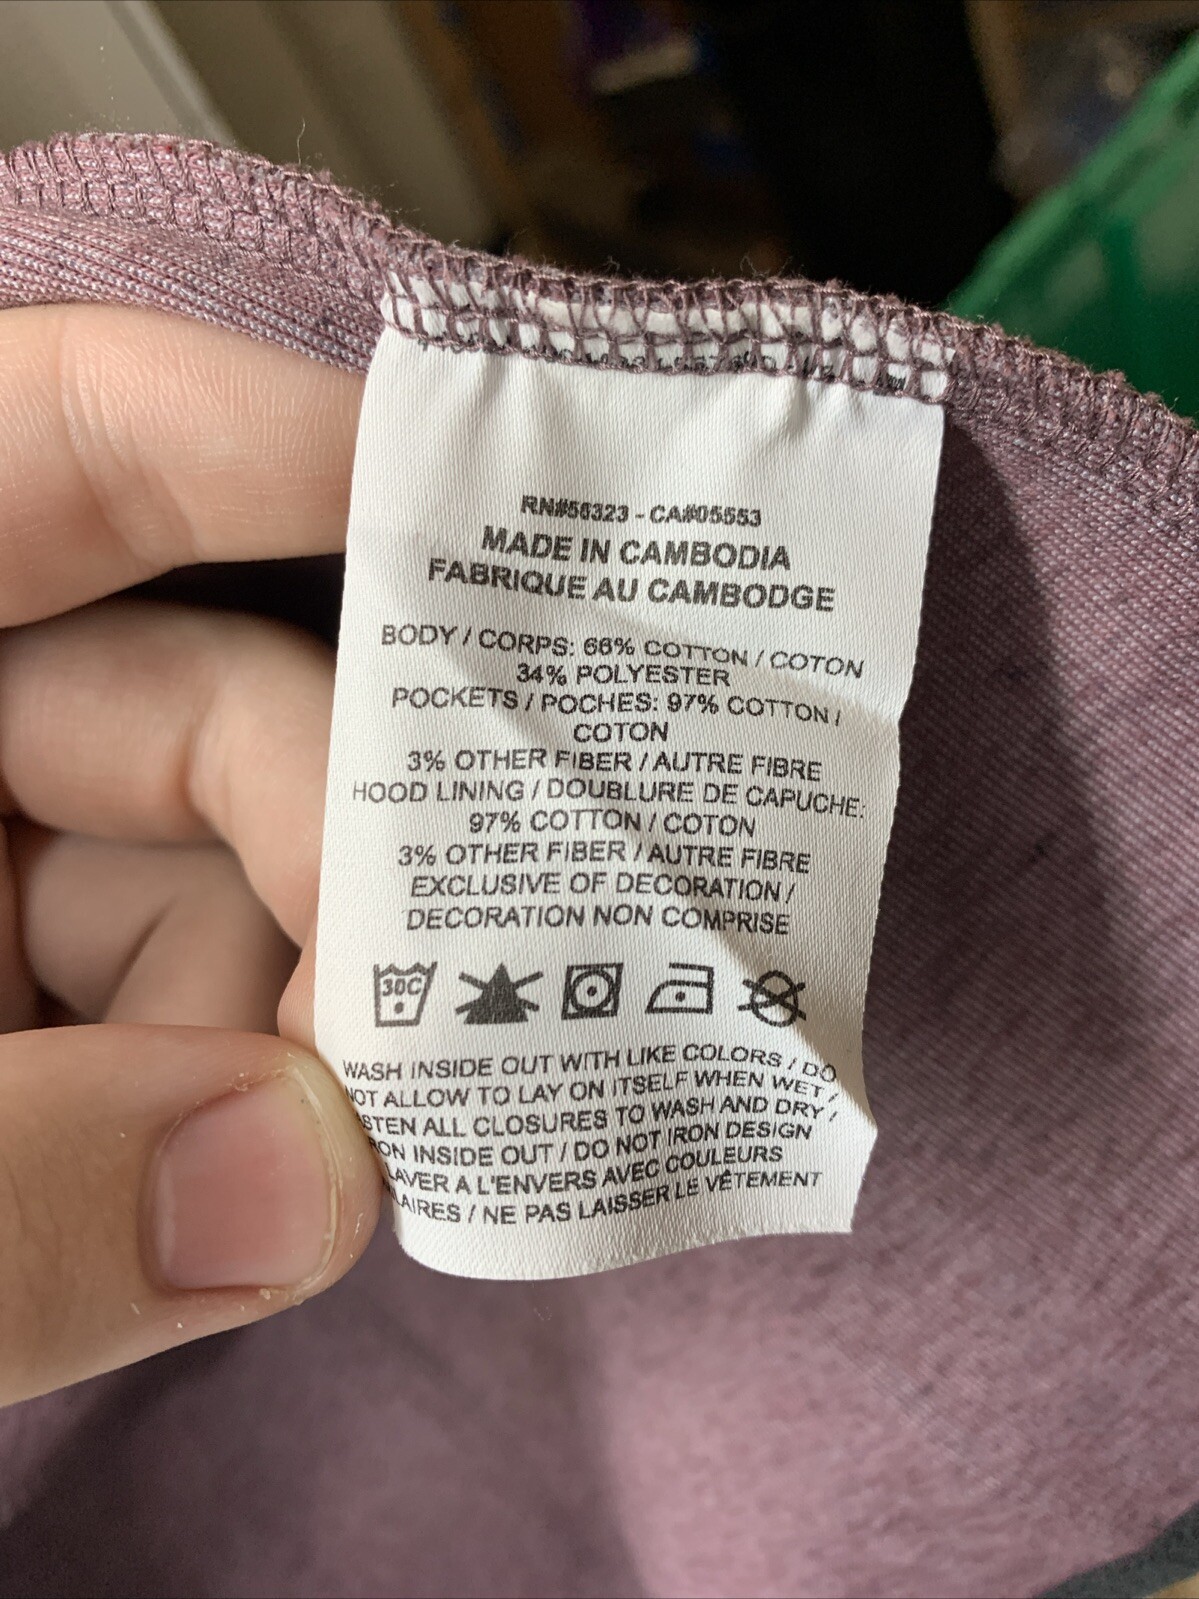 RN#56323 - CA#05553
MADE IN CAMBODIA
FABRIQUE AU CAMBODGE
BODY / CORPS: 66% COTTON / COTON
34% POLYESTER
POCKETS / POCHES: 97% COTTON /
COTON
3% OTHER FIBER / AUTRE FIBRE
HOOD LINING / DOUBLURE DE CAPUCHE:
97% COTTON / COTON
3% OTHER FIBER / AUTRE FIBRE
EXCLUSIVE OF DECORATION /
DECORATION NON COMPRISE
30C
WASH INSIDE OUT WITH LIKE COLORS / DO
NOT ALLOW TO LAY ON ITSELF WHEN WET /
STEN ALL CLOSURES TO WASH AND DRY /
RON INSIDE OUT / DO NOT IRON DESIGN
LAVER A L'ENVERS AVEC COULEURS
LAIRES / NE PAS LAISSER LE VÊTEMENT